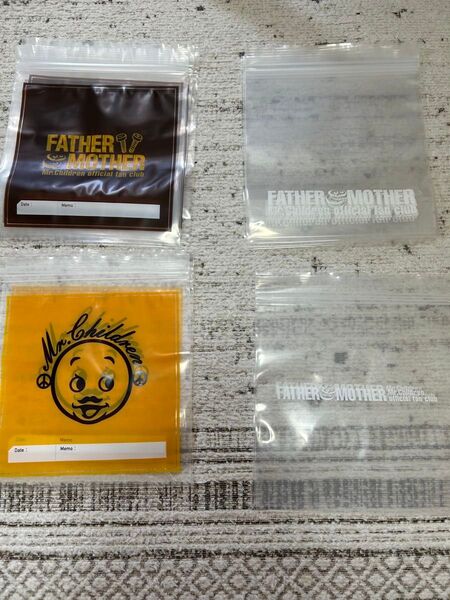 FATHER
MOTHER
Mr.Children official fan club
Date
Memo
FATHER MOTHER
Mr.Children official fan club
Mr.Children
Date :
Memo :
FATHER MOTHER Mr.Children
official fan club